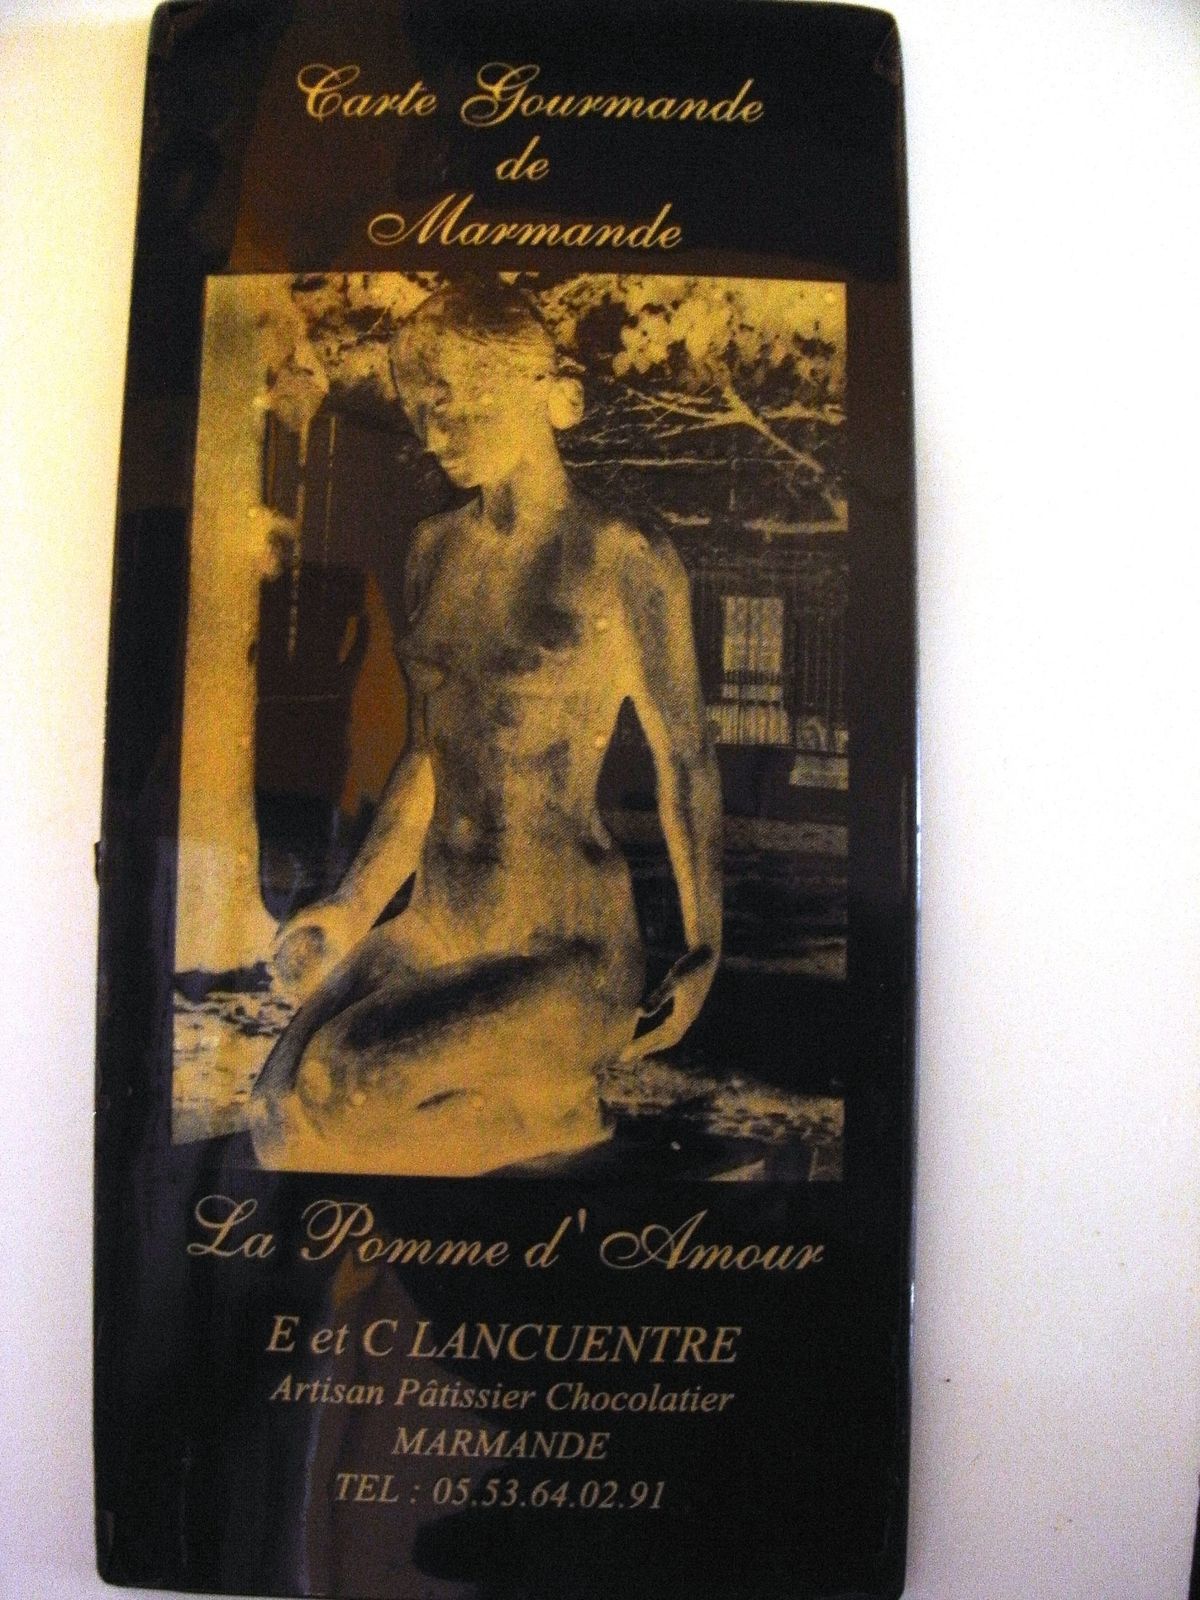 Carte Gourmande
de
Marmande
La Pomme d' Amour
E et C LANCUENTRE
Artisan Pâtissier Chocolatier
MARMANDE
TEL : 05.53.64.02.91